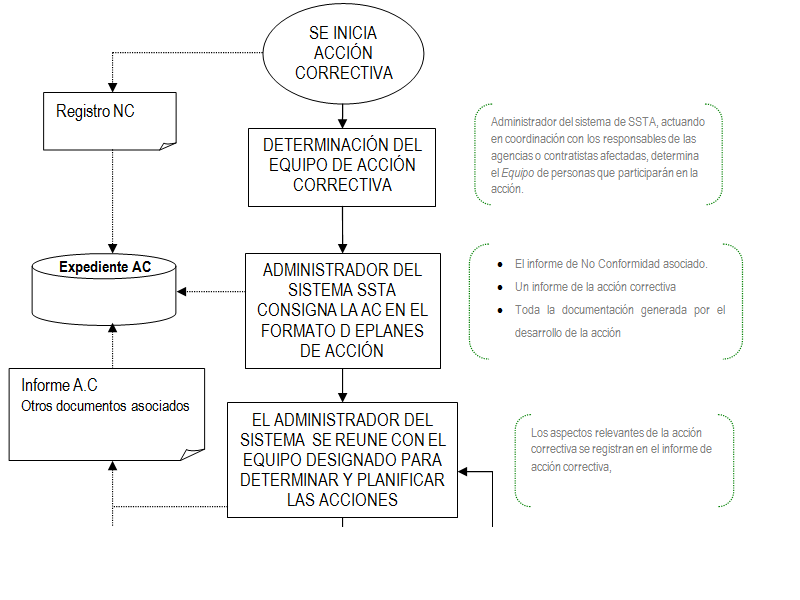 SE INICIA
ACCIÓN
CORRECTIVA
Registro NC
DETERMINACIÓN DEL
EQUIPO DE ACCIÓN
CORRECTIVA
Administrador del sistema de SSTA, actuando
en coordinación con los responsables de las
agencias o contratistas afectadas, determina
el Equipo de personas que participarán en la
acción.
Expediente AC
ADMINISTRADOR DEL
SISTEMA SSTA
CONSIGNA LA AC EN EL
FORMATO D EPLANES
DE ACCIÓN
El informe de No Conformidad asociado.
Un informe de la acción correctiva
Toda la documentación generada por el
desarrollo de la acción
Informe A.C
Otros documentos asociados
EL ADMINISTRADOR DEL
SISTEMA SE REUNE CON EL
EQUIPO DESIGNADO PARA
DETERMINAR Y PLANIFICAR
LAS ACCIONES
Los aspectos relevantes de la acción
correctiva se registran en el informe de
acción correctiva,